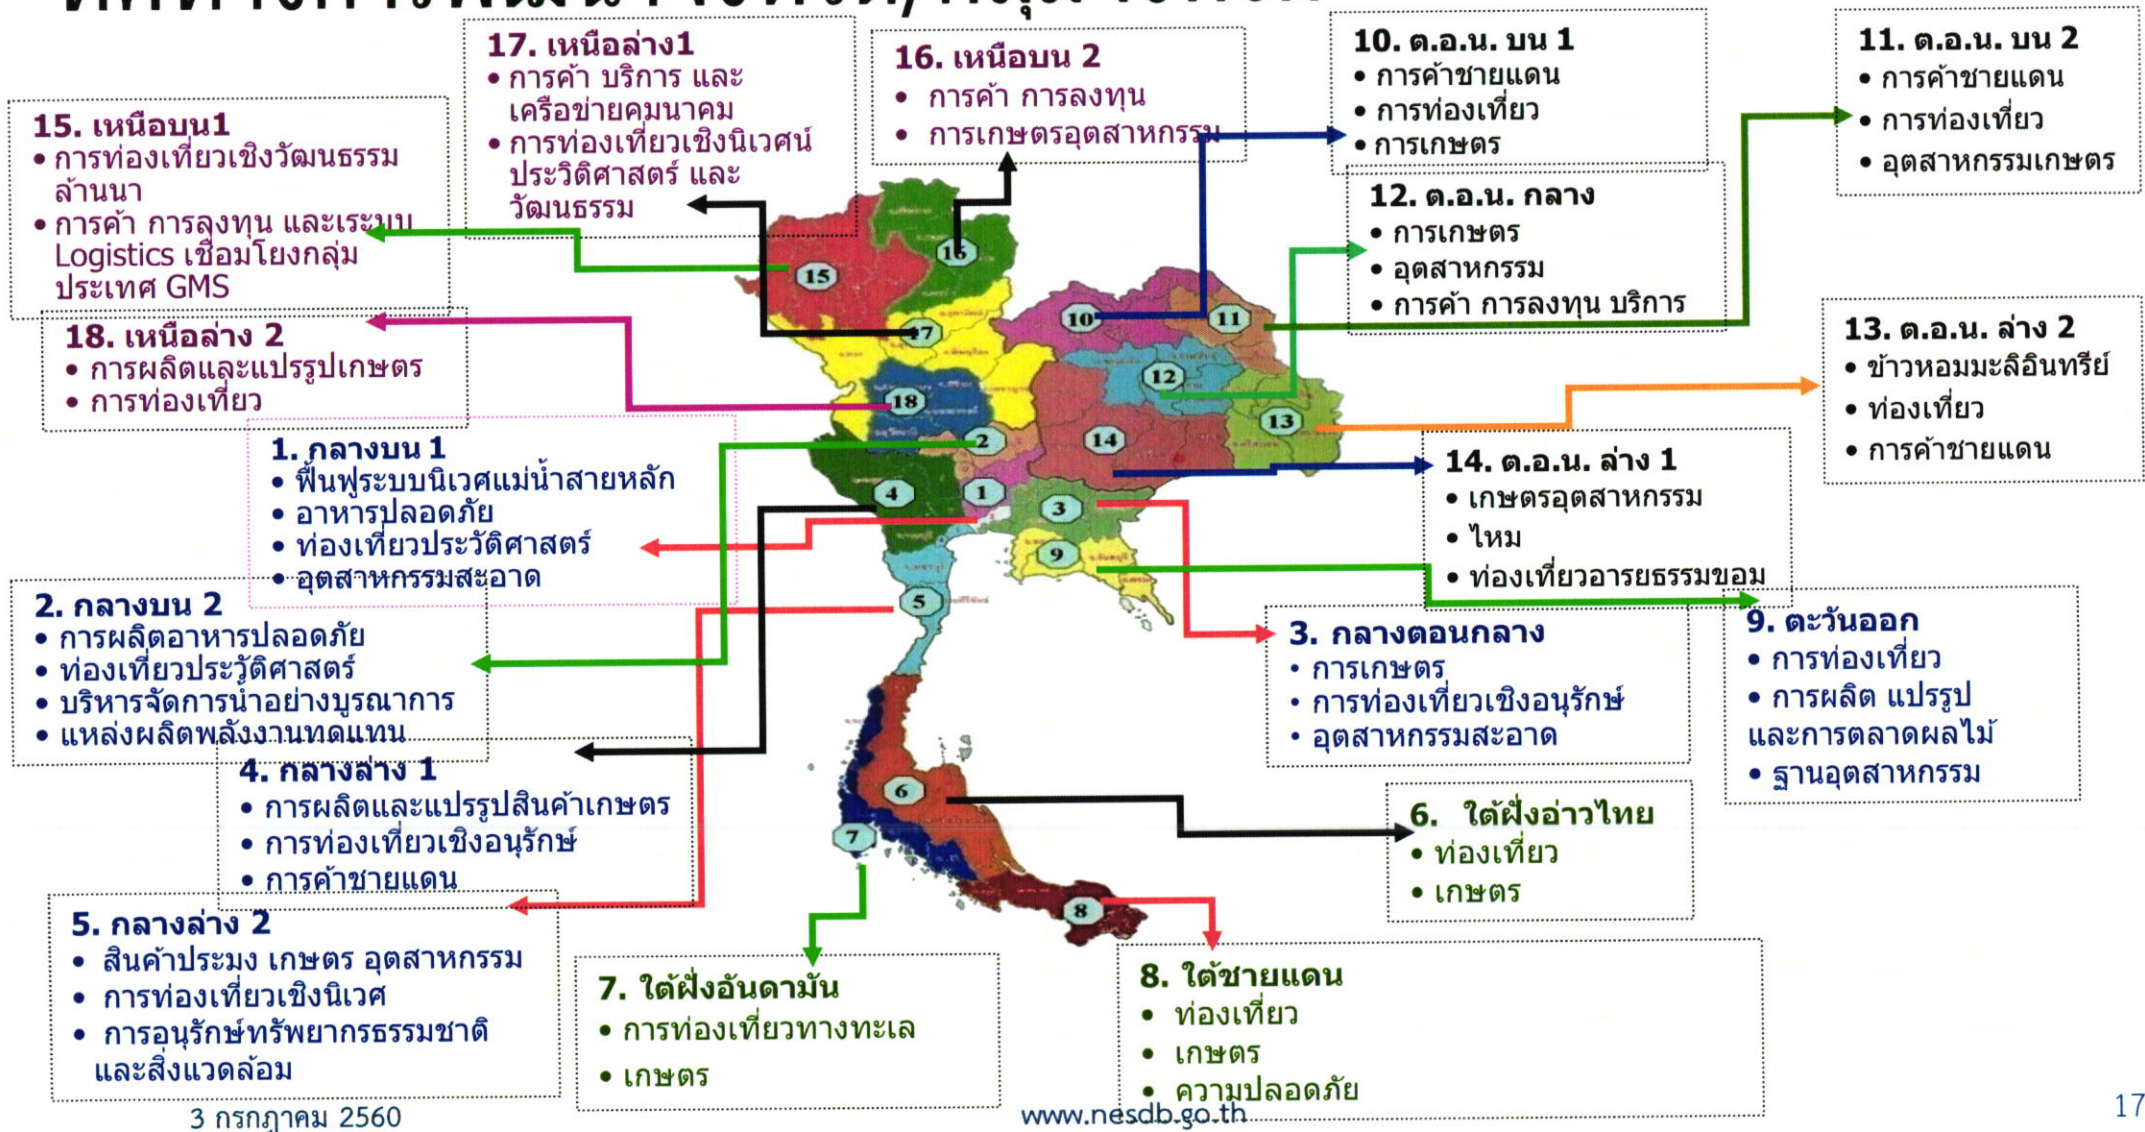 17. เหนือล่าง1
• การค้า บริการ และ
เครือข่ายคมนาคม
• การท่องเที่ยวเชิงนิเวศน์
ประวิติศาสตร์ และ
วัฒนธรรม
16. เหนือบน 2
• การค้า การลงทุน
• การเกษตรอุตสาหกรรม
10. ต.อ.น. บน 1
• การค้าชายแดน
• การท่องเที่ยว
• การเกษตร
11. ต.อ.น. บน 2
• การค้าชายแดน
• การท่องเที่ยว
• อุตสาหกรรมเกษตร
15. เหนือบน1
• การท่องเที่ยวเชิงวัฒนธรรม
ล้านนา
• การค้า การลงทุน และเระบบ
Logistics เชื่อมโยงกลุ่ม
ประเทศ GMS
12. ต.อ.น. กลาง
• การเกษตร
• อุตสาหกรรม
• การค้า การลงทุน บริการ
18. เหนือล่าง 2
• การผลิตและแปรรูปเกษตร
• การท่องเที่ยว
13. ต.อ.น. ล่าง 2
• ข้าวหอมมะลิอินทรีย์
• ท่องเที่ยว
• การค้าชายแดน
1. กลางบน 1
• ฟื้นฟูระบบนิเวศแม่น้ำสายหลัก
• อาหารปลอดภัย
• ท่องเที่ยวประวัติศาสตร์
• อุตสาหกรรมสะอาด
14. ต.อ.น. ล่าง 1
• เกษตรอุตสาหกรรม
• ไหม
• ท่องเที่ยวอารยธรรมขอม
2. กลางบน 2
• การผลิตอาหารปลอดภัย
• ท่องเที่ยวประวัติศาสตร์
• บริหารจัดการน้ำอย่างบูรณาการ
• แหล่งผลิตพลังงานทดแทน
3. กลางตอนกลาง
• การเกษตร
• การท่องเที่ยวเชิงอนุรักษ์
• อุตสาหกรรมสะอาด
9. ตะวันออก
• การท่องเที่ยว
• การผลิต แปรรูป
และการตลาดผลไม้
• ฐานอุตสาหกรรม
4. กลางล่าง 1
• การผลิตและแปรรูปสินค้าเกษตร
• การท่องเที่ยวเชิงอนุรักษ์
• การค้าชายแดน
6. ใต้ฝั่งอ่าวไทย
• ท่องเที่ยว
• เกษตร
5. กลางล่าง 2
• สินค้าประมง เกษตร อุตสาหกรรม
• การท่องเที่ยวเชิงนิเวศ
• การอนุรักษ์ทรัพยากรธรรมชาติ
และสิ่งแวดล้อม
7. ใต้ฝั่งอันดามัน
• การท่องเที่ยวทางทะเล
• เกษตร
8. ใต้ชายแดน
• ท่องเที่ยว
• เกษตร
• ความปลอดภัย
15
16
17
10
11
12
18
2
13
14
4
1
3
9
5
6
7
8
3 กรกฎาคม 2560
www.nesdb.go.th
17